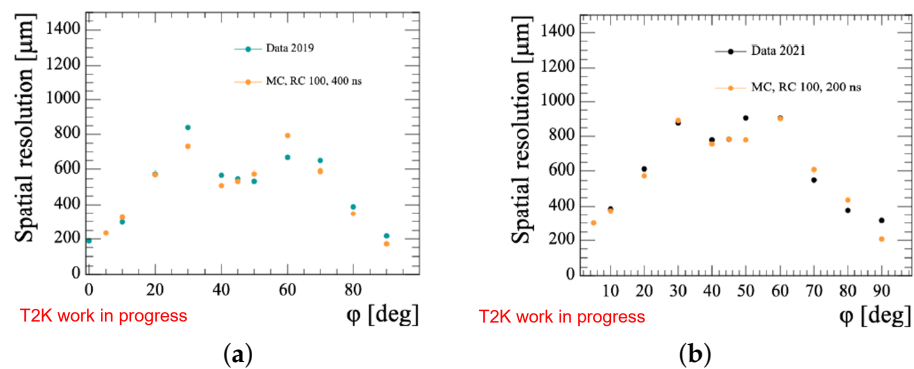 Spatial resolution [μm]
1400
1200
1000
800
600
400
200
0
Data 2019
MC, RC 100, 400 ns
0 20 40 60 80
φ [deg]
T2K work in progress
(a)
Spatial resolution [μm]
1400
1200
1000
800
600
400
200
0
Data 2021
MC, RC 100, 200 ns
10 20 30 40 50 60 70 80 90
φ [deg]
T2K work in progress
(b)